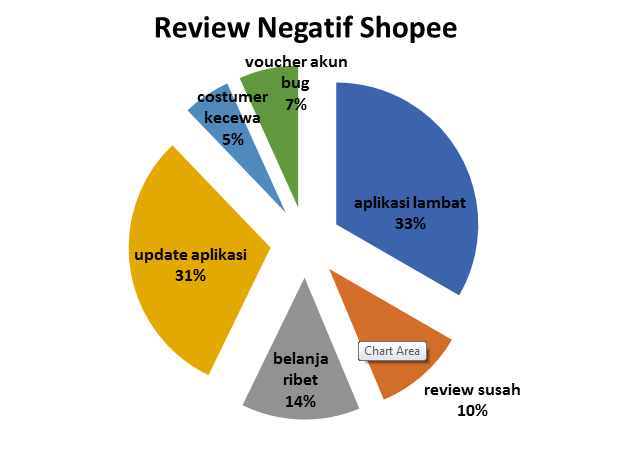 Review Negatif Shopee
voucher akun
bug
7%
costumer
kecewa
5%
aplikasi lambat
33%
update aplikasi
31%
Chart Area
belanja
ribet
14%
review susah
10%